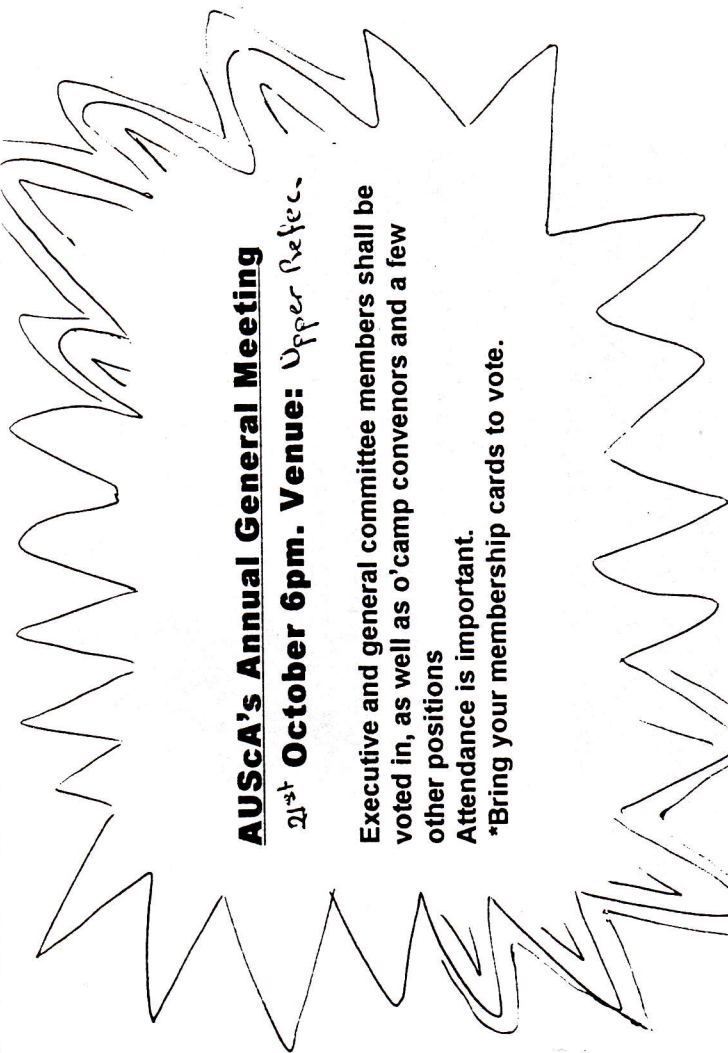 AUScA's Annual General Meeting
21st October 6pm. Venue: Upper Refec.
Executive and general committee members shall be
voted in, as well as o'camp convenors and a few
other positions
Attendance is important.
*Bring your membership cards to vote.